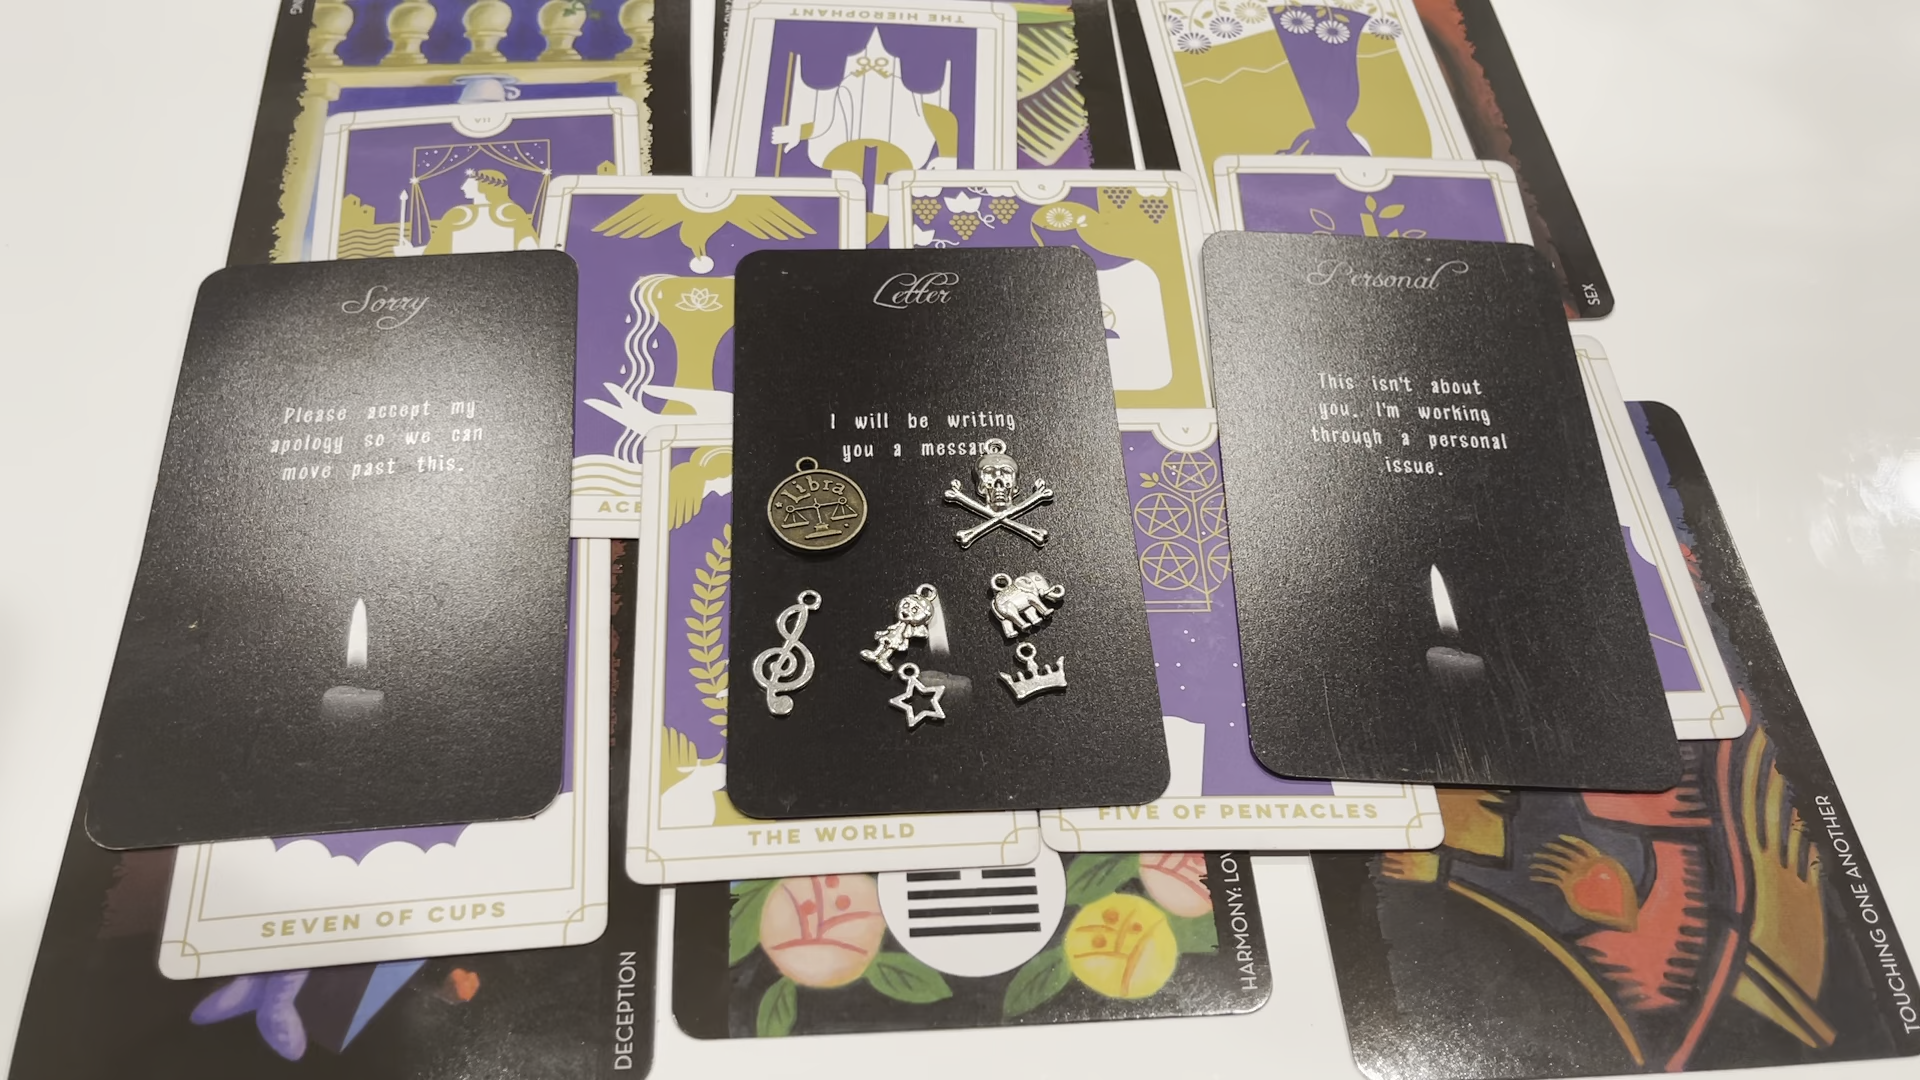 THE HIEROPHANT
VII
I
Q
I
SEX
Sorry
Please accept my
apology so we can
move past this.
Letter
I will be writing
you a messa
Libra
Personal
This isn't about
you. I'm working
through a personal
issue.
V
ACE
SEVEN OF CUPS
THE WORLD
FIVE OF PENTACLES
DECEPTION
HARMONY: LOV
TOUCHING ONE ANOTHER